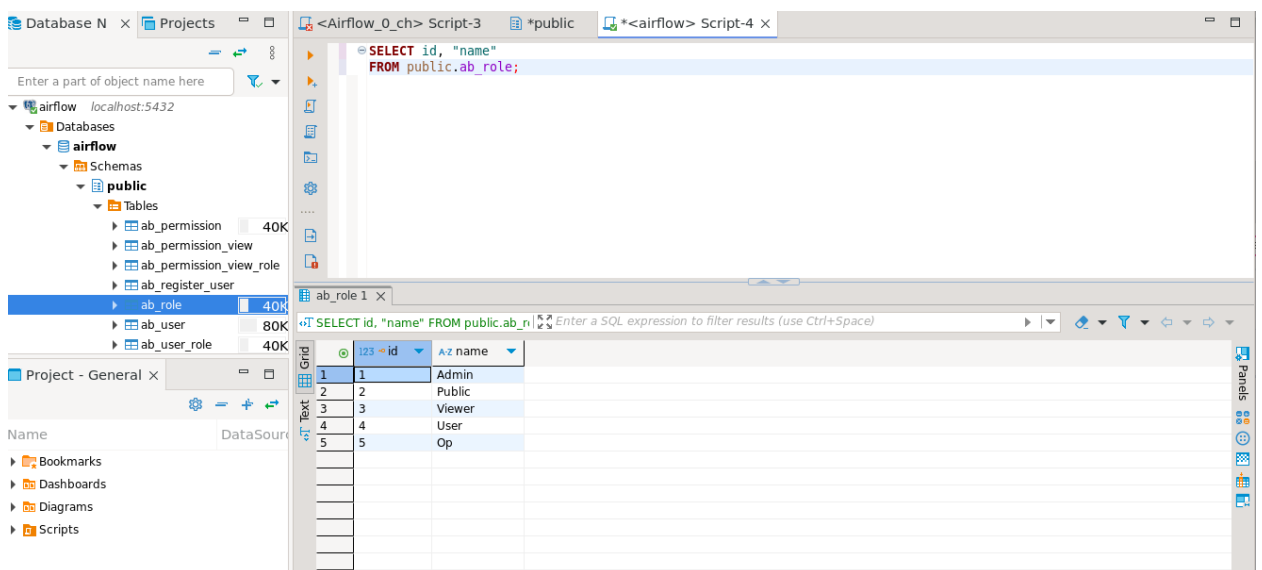 Database N
Projects
<Airflow_0_ch> Script-3
*public
*<airflow> Script-4
Enter a part of object name here
airflow localhost:5432
Databases
airflow
Schemas
public
Tables
ab_permission 40K
ab_permission_view
ab_permission_view_role
ab_register_user
ab_role 40K
ab_user 80K
ab_user_role 40K
Project - General
Name DataSour
Bookmarks
Dashboards
Diagrams
Scripts
SELECT id, "name"
FROM public.ab_role;
ab_role 1
SELECT id, "name" FROM public.ab_r
Enter a SQL expression to filter results (use Ctrl+Space)
Grid
Text
123 id A-Z name
1 1 Admin
2 2 Public
3 3 Viewer
4 4 User
5 5 Op
Panels